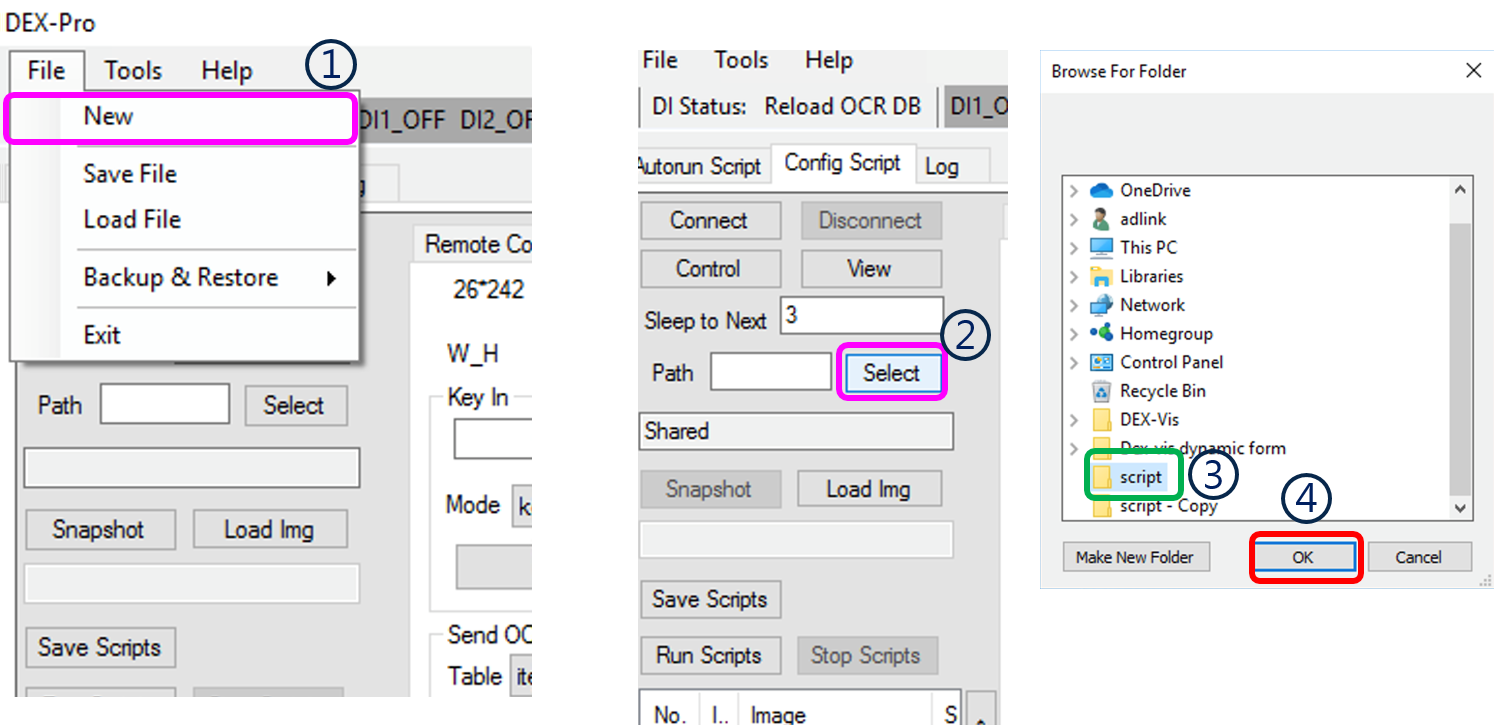 DEX-Pro
File Tools Help
①
New
DI1_OFF DI2_OF
Save File
Load File
Backup & Restore
Exit
Remote Co
26*242
W_H
Path
Select
Key In
Snapshot
Load Img
Mode
k
Save Scripts
Send OC
Table
ite
File Tools Help
DI Status: Reload OCR DB DI1_O
Autorun Script
Config Script
Log
Connect
Disconnect
Control
View
Sleep to Next
3
②
Path
Select
Shared
Snapshot
Load Img
Save Scripts
Run Scripts
Stop Scripts
No. I.. Image S
Browse For Folder
OneDrive
adlink
This PC
Libraries
Network
Homegroup
Control Panel
Recycle Bin
DEX-Vis
Dex-vis dynamic form
script
③
script - Copy
④
Make New Folder
OK
Cancel